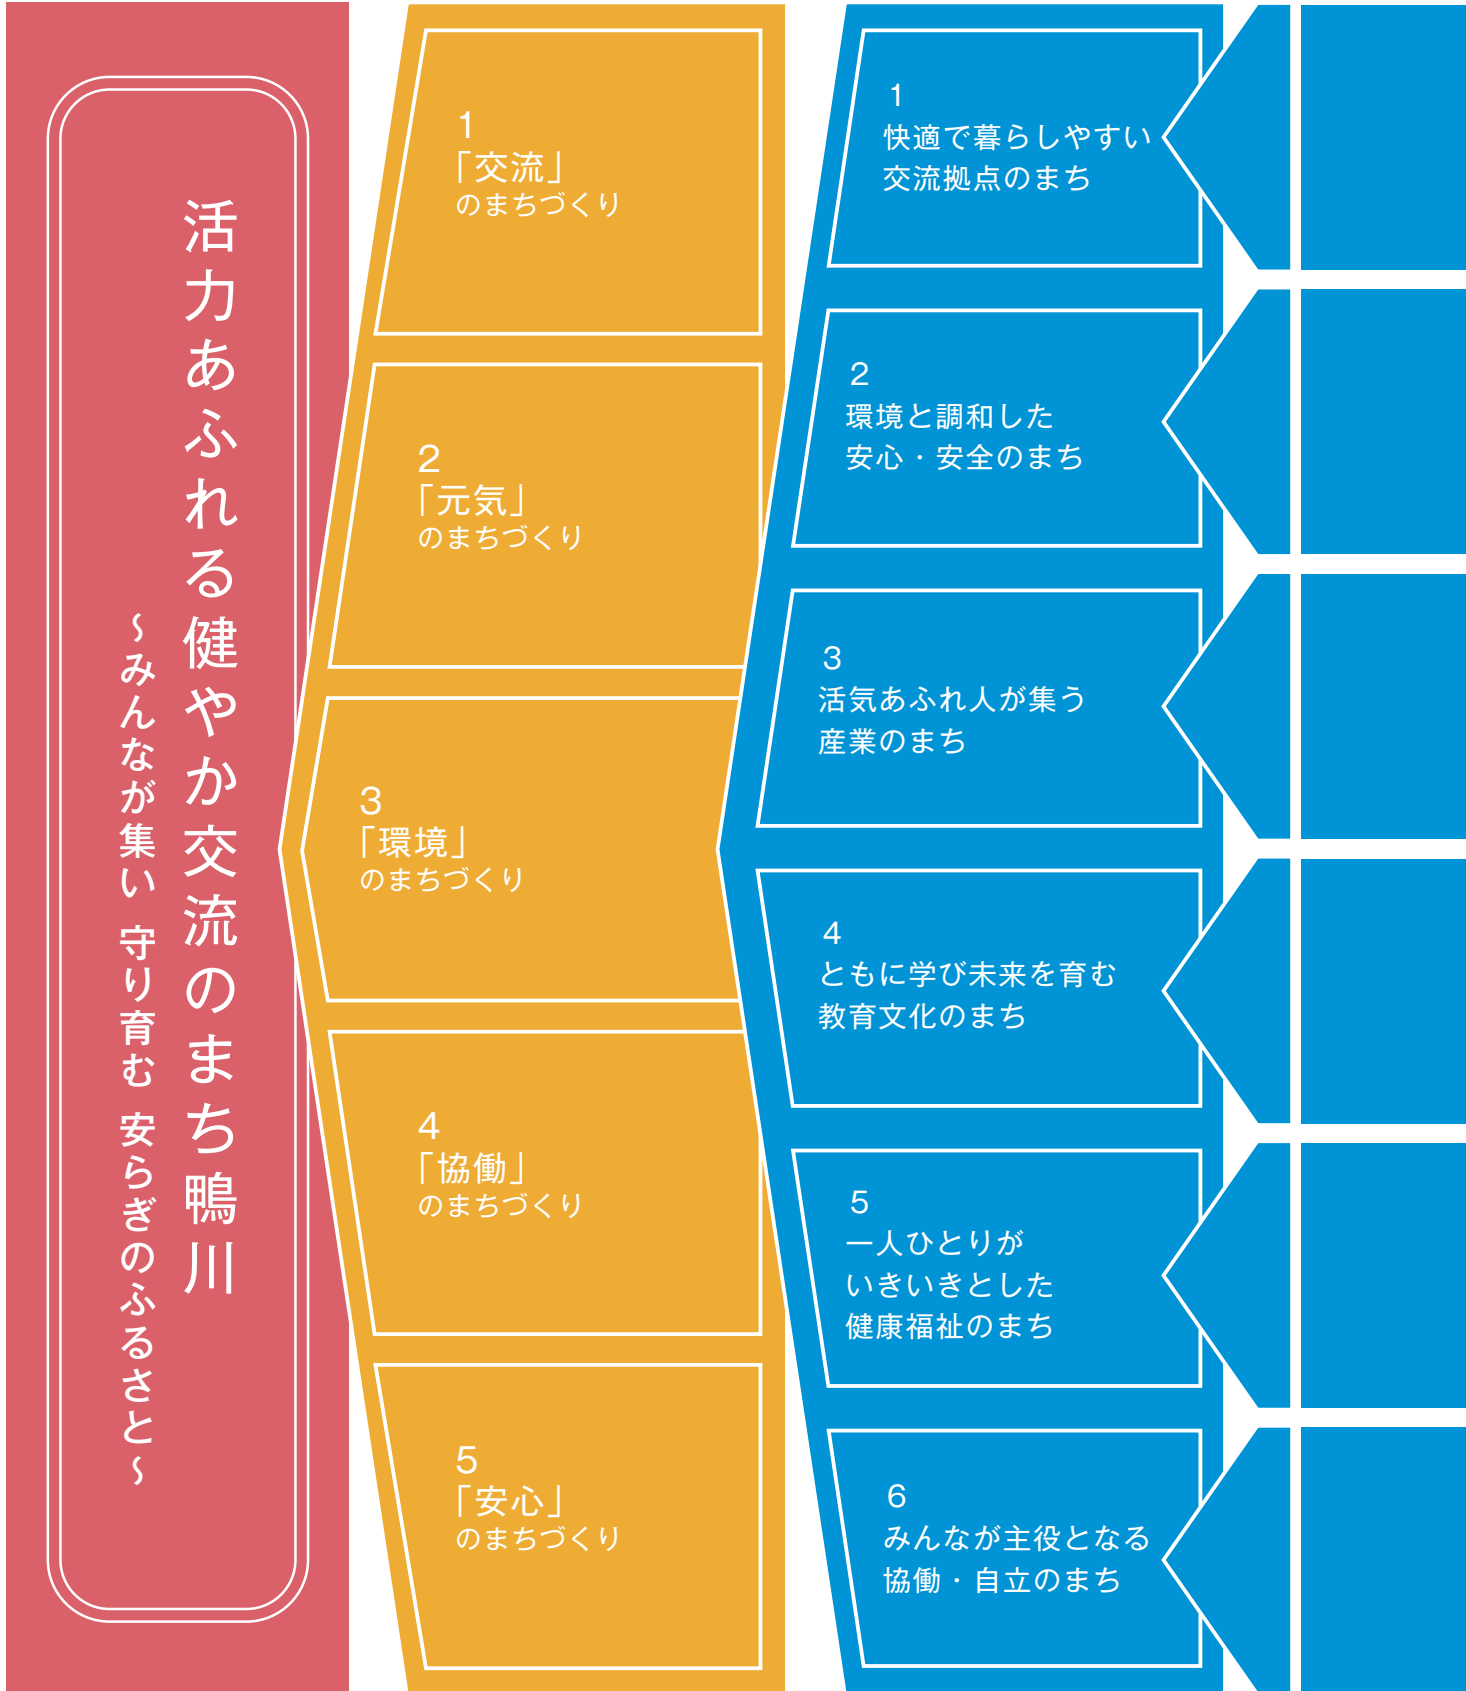 活力あふれる健やか交流のまち鴨川
～みんなが集い 守り育む 安らぎのふるさと～
1
「交流」
のまちづくり
2
「元気」
のまちづくり
3
「環境」
のまちづくり
4
「協働」
のまちづくり
5
「安心」
のまちづくり
1
快適で暮らしやすい
交流拠点のまち
2
環境と調和した
安心・安全のまち
3
活気あふれ人が集う
産業のまち
4
ともに学び未来を育む
教育文化のまち
5
一人ひとりが
いきいきとした
健康福祉のまち
6
みんなが主役となる
協働・自立のまち